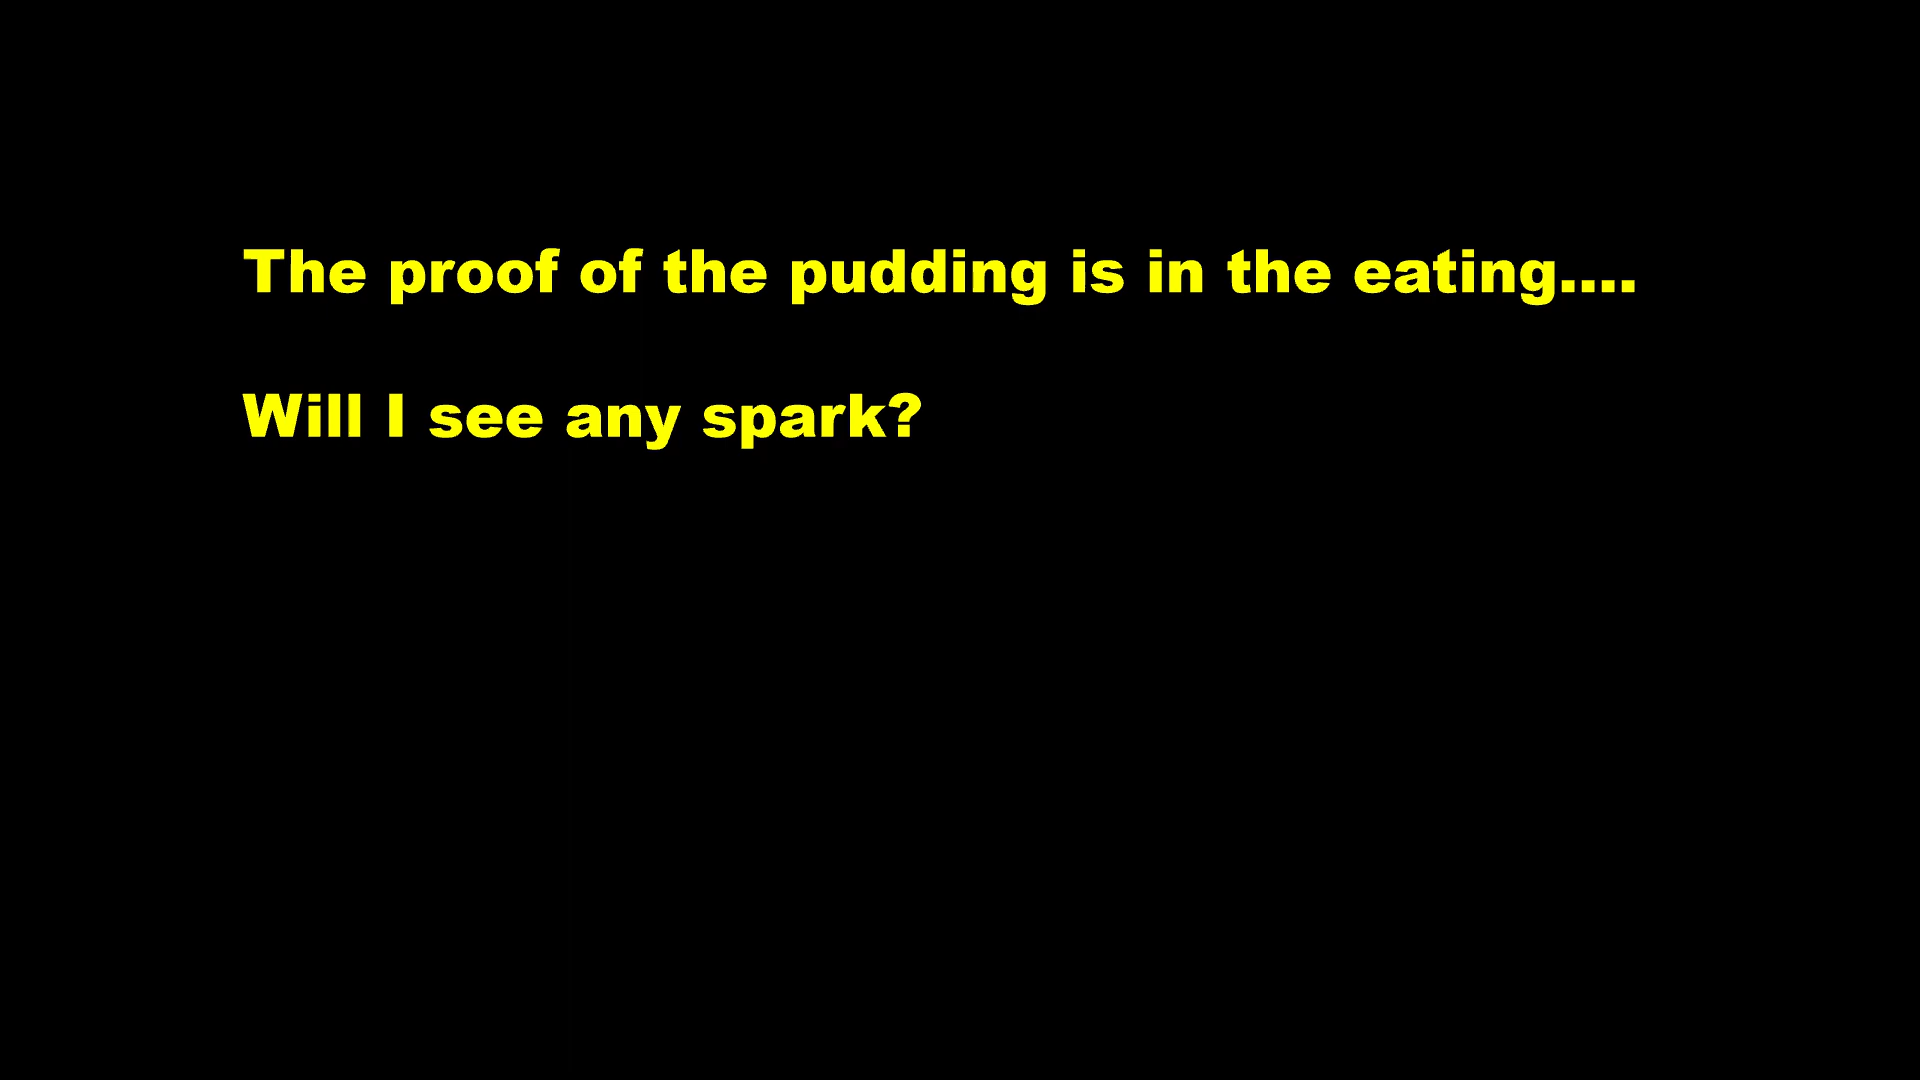 The proof of the pudding is in the eating....
Will I see any spark?